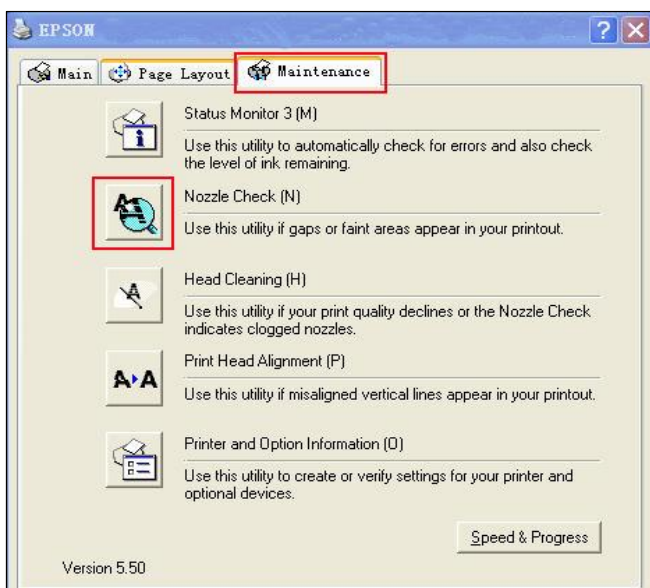 EPSON
Main
Page Layout
Maintenance
Status Monitor 3 (M)
Use this utility to automatically check for errors and also check
the level of ink remaining.
Nozzle Check (N)
Use this utility if gaps or faint areas appear in your printout.
Head Cleaning (H)
Use this utility if your print quality declines or the Nozzle Check
indicates clogged nozzles.
Print Head Alignment (P)
Use this utility if misaligned vertical lines appear in your printout.
Printer and Option Information (O)
Use this utility to create or verify settings for your printer and
optional devices.
Speed & Progress
Version 5.50